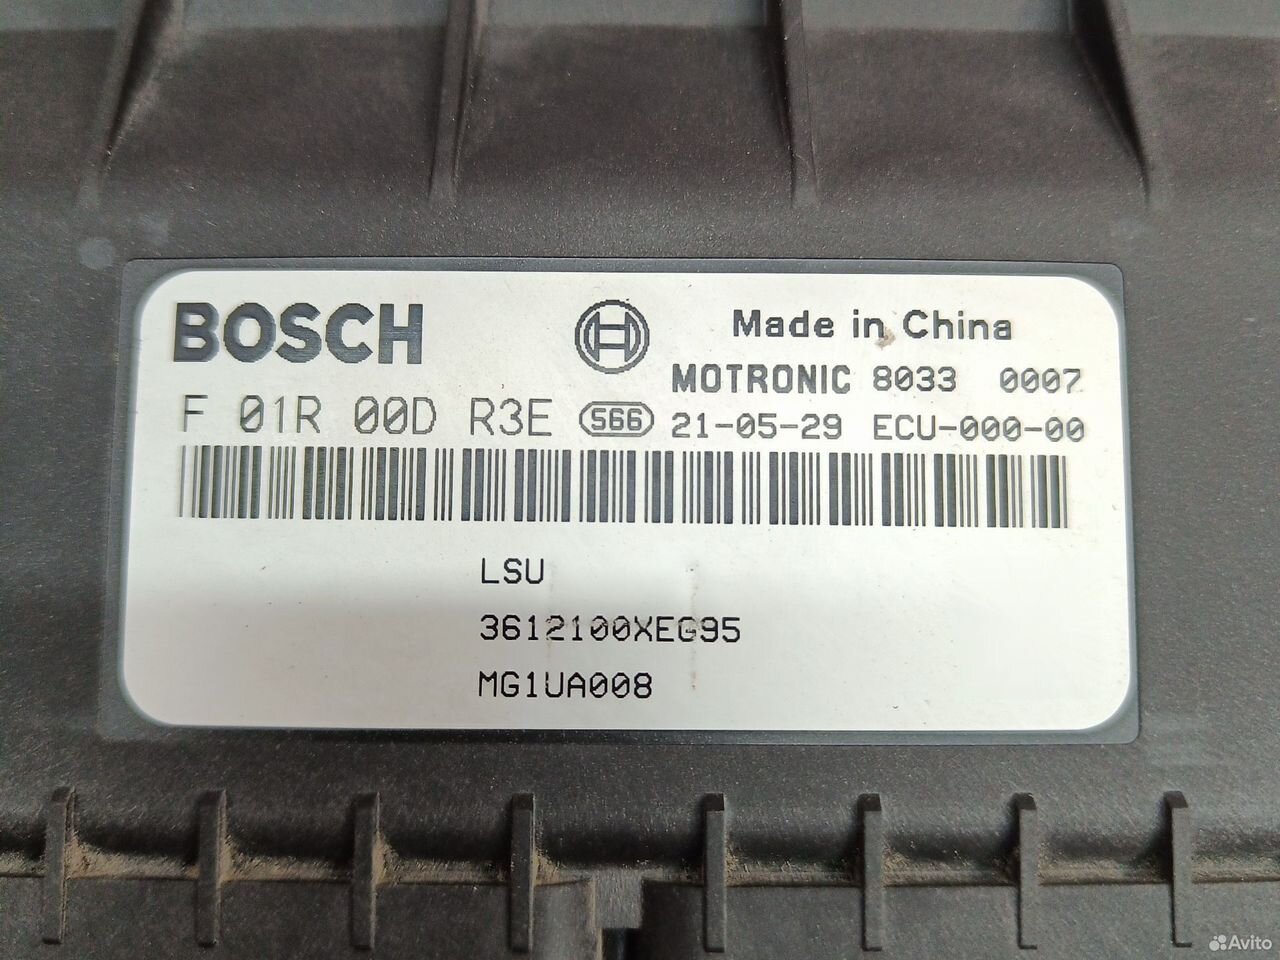 BOSCH
Made in China
MOTRONIC 8033 0007
F 01R 00D R3E S66 21-05-29 ECU-000-00
LSU
3612100XEG95
MG1UA008
Avito